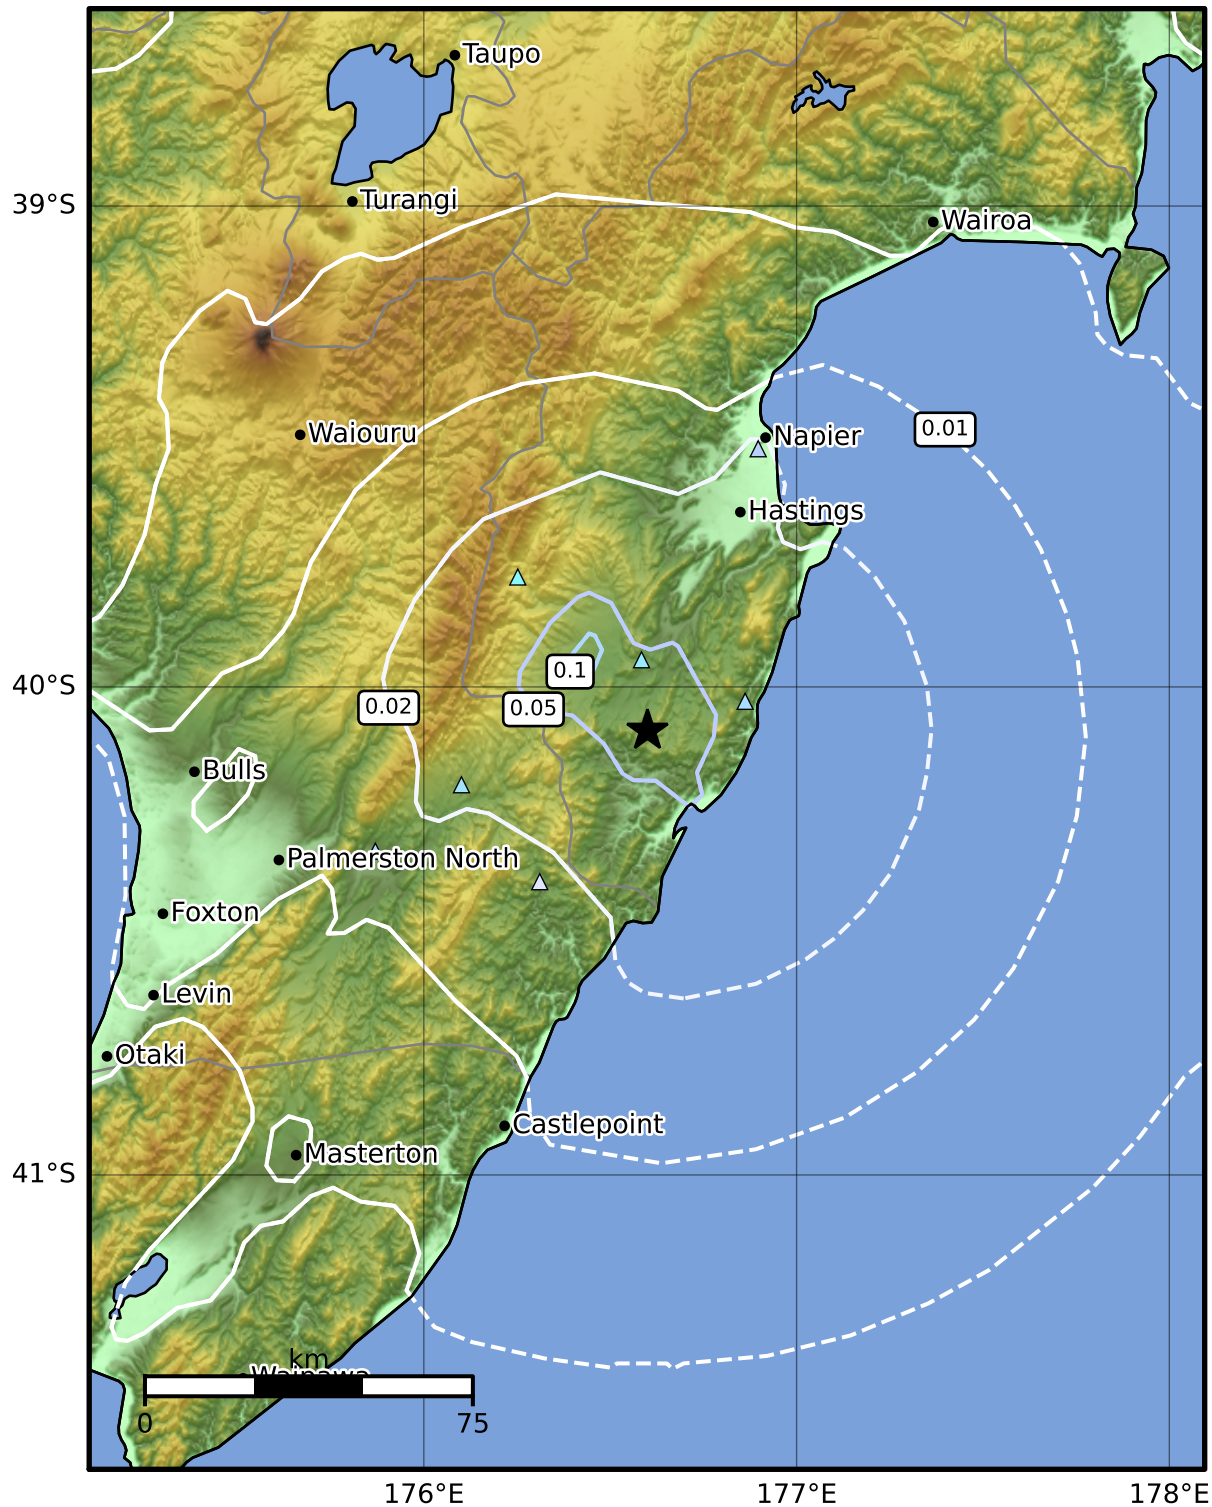 Taupo
39°S
Turangi
Wairoa
Waiouru
Napier
0.01
Hastings
0.1
40°S
0.02
0.05
Bulls
Palmerston North
Foxton
Levin
Otaki
Castlepoint
Masterton
41°S
km
Waipawa
0
75
176°E
177°E
178°E